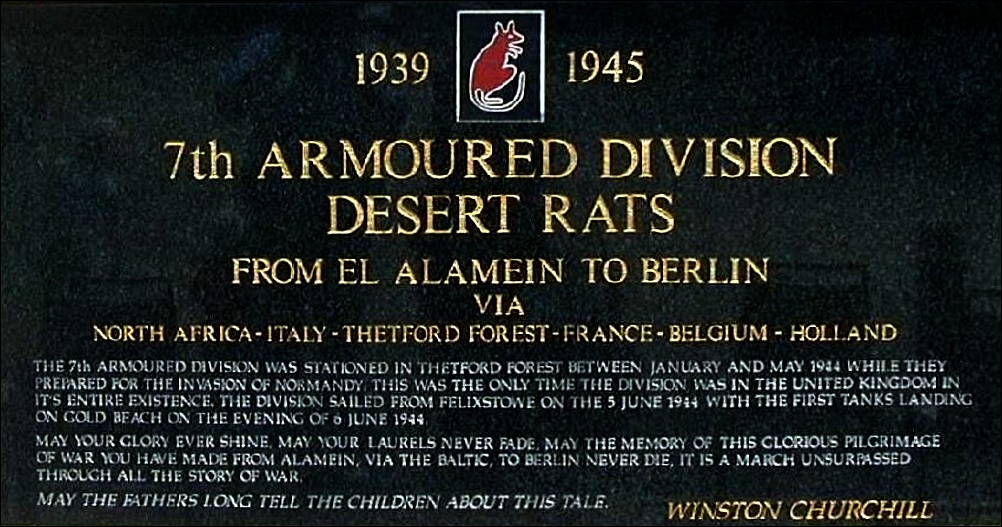 1939 1945
7th ARMOURED DIVISION
DESERT RATS
FROM EL ALAMEIN TO BERLIN
VIA
NORTH AFRICA - ITALY - THETFORD FOREST - FRANCE - BELGIUM - HOLLAND
THE 7th ARMOURED DIVISION WAS STATIONED IN THETFORD FOREST BETWEEN JANUARY AND MAY 1944 WHILE THEY
PREPARED FOR THE INVASION OF NORMANDY. THIS WAS THE ONLY TIME THE DIVISION WAS IN THE UNITED KINGDOM IN
IT'S ENTIRE EXISTENCE. THE DIVISION SAILED FROM FELIXSTOWE ON THE 5 JUNE 1944 WITH THE FIRST TANKS LANDING
ON GOLD BEACH ON THE EVENING OF 6 JUNE 1944
MAY YOUR GLORY EVER SHINE, MAY YOUR LAURELS NEVER FADE, MAY THE MEMORY OF THIS GLORIOUS PILGRIMAGE
OF WAR YOU HAVE MADE FROM ALAMEIN, VIA THE BALTIC, TO BERLIN NEVER DIE, IT IS A MARCH UNSURPASSED
THROUGH ALL THE STORY OF WAR.
MAY THE FATHERS LONG TELL THE CHILDREN ABOUT THIS TALE.
WINSTON CHURCHILL